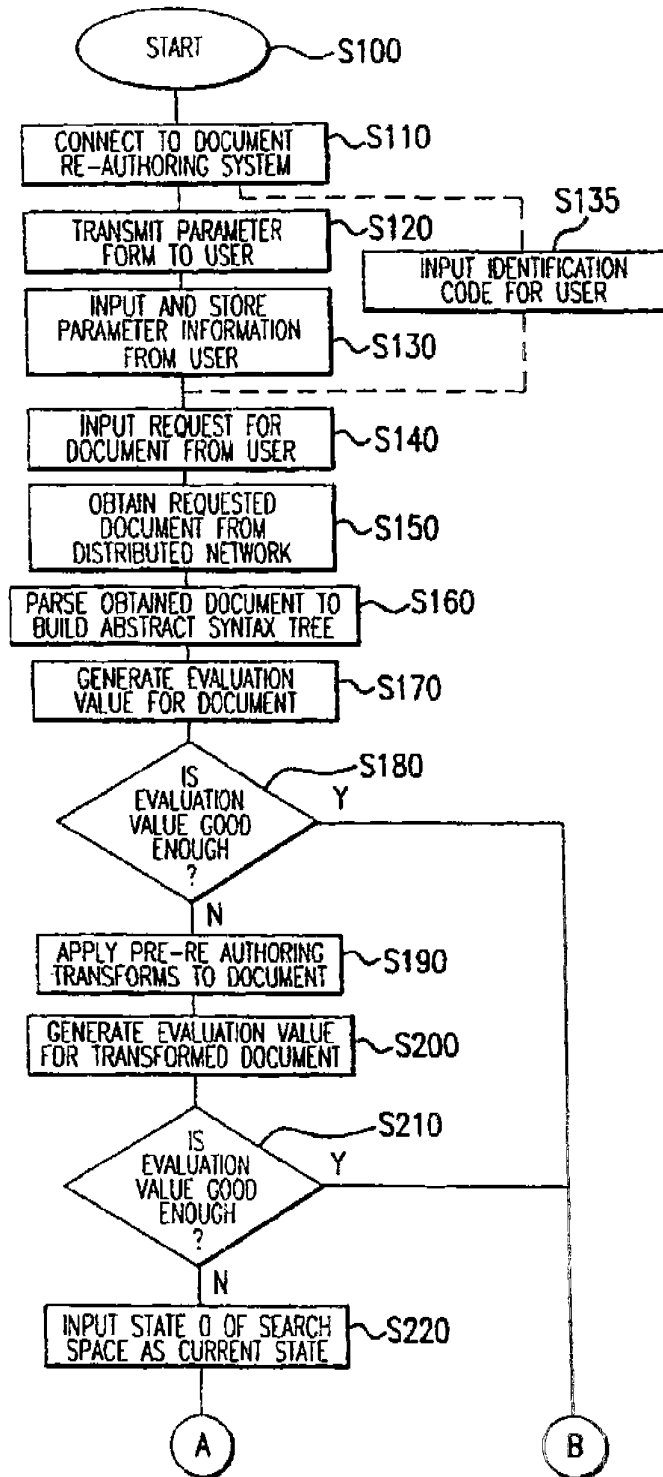 START
S100
CONNECT TO DOCUMENT
RE-AUTHORING SYSTEM
S110
TRANSMIT PARAMETER
FORM TO USER
S120
S135
INPUT IDENTIFICATION
CODE FOR USER
INPUT AND STORE
PARAMETER INFORMATION
FROM USER
S130
INPUT REQUEST FOR
DOCUMENT FROM USER
S140
OBTAIN REQUESTED
DOCUMENT FROM
DISTRIBUTED NETWORK
S150
PARSE OBTAINED DOCUMENT TO
BUILD ABSTRACT SYNTAX TREE
S160
GENERATE EVALUATION
VALUE FOR DOCUMENT
S170
IS
EVALUATION
VALUE GOOD
ENOUGH
?
S180
Y
N
APPLY PRE-RE AUTHORING
TRANSFORMS TO DOCUMENT
S190
GENERATE EVALUATION VALUE
FOR TRANSFORMED DOCUMENT
S200
IS
EVALUATION
VALUE GOOD
ENOUGH
?
S210
Y
N
INPUT STATE 0 OF SEARCH
SPACE AS CURRENT STATE
S220
A
B